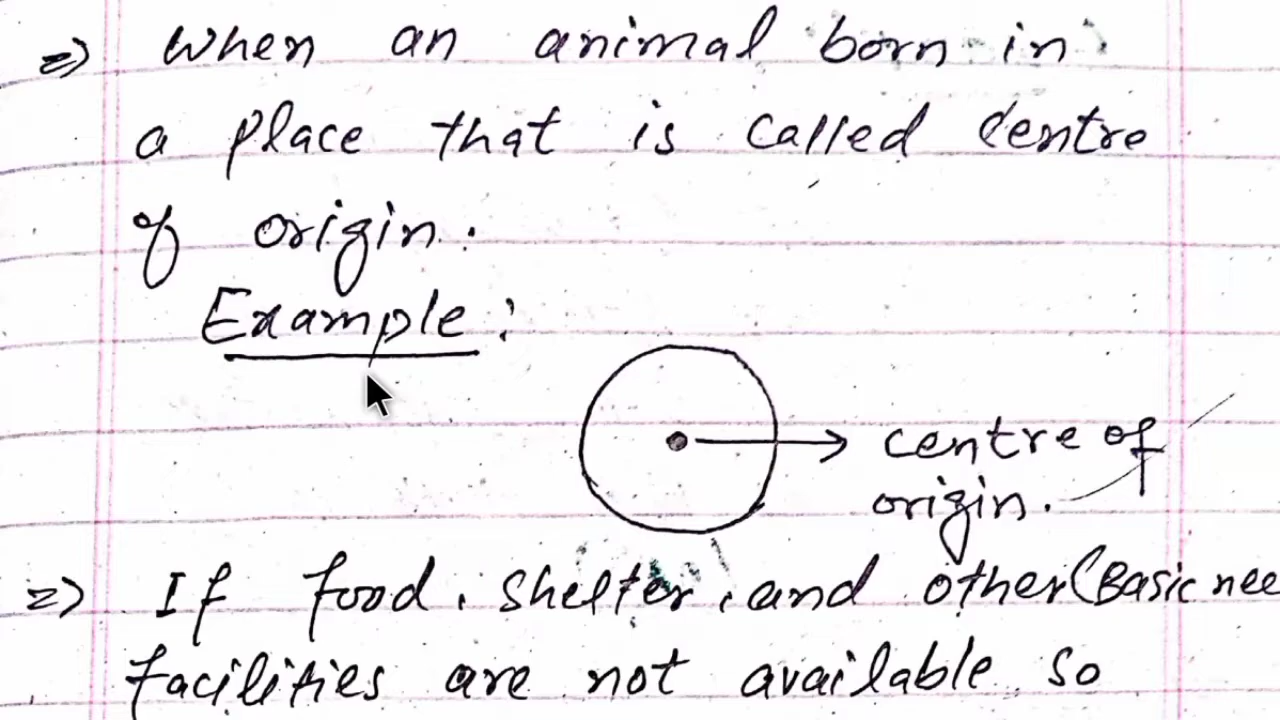 => When an animal born in
a place that is called Centre
of origin.
Example:
centre of
origin.
=> If food, shelter, and other (Basic nee
facilities are not available so